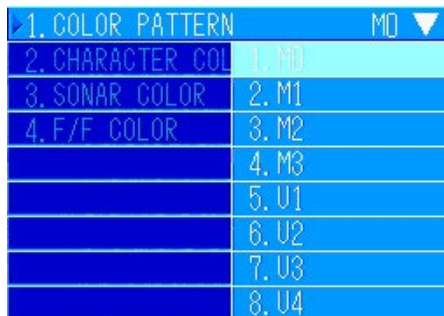 1. COLOR PATTERN M0
2. CHARACTER COL 1. M0
3. SONAR COLOR 2. M1
4. F/F COLOR 3. M2
4. M3
5. U1
6. U2
7. U3
8. U4